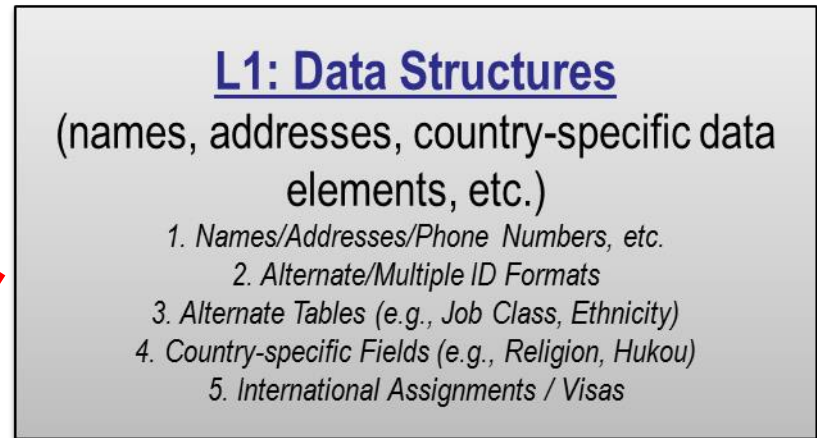 L1: Data Structures
(names, addresses, country-specific data
elements, etc.)
1. Names/Addresses/Phone Numbers, etc.
2. Alternate/Multiple ID Formats
3. Alternate Tables (e.g., Job Class, Ethnicity)
4. Country-specific Fields (e.g., Religion, Hukou)
5. International Assignments / Visas